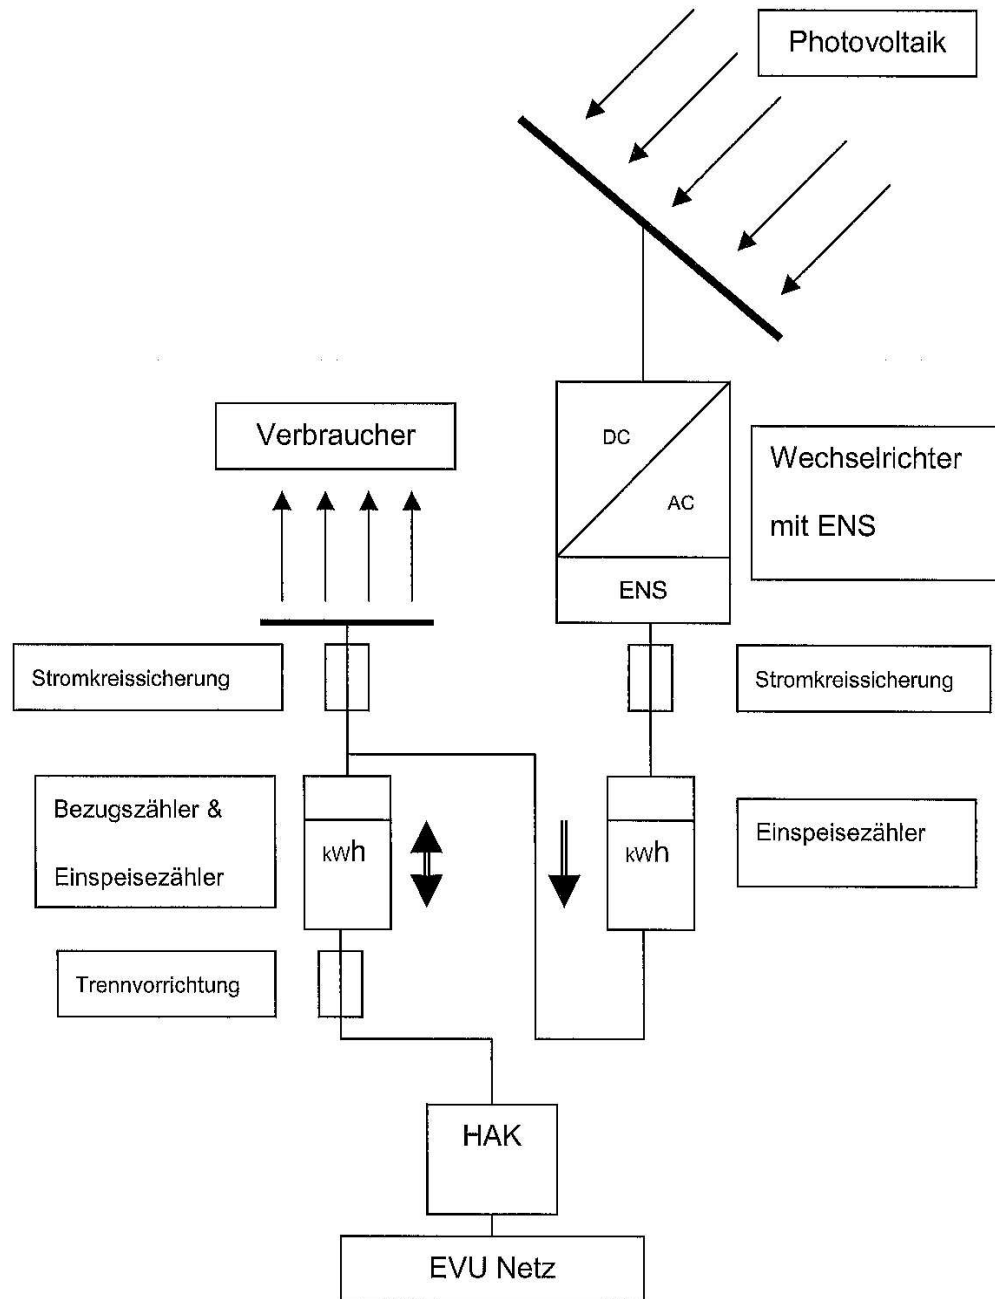 Photovoltaik
Verbraucher
DC
AC
Wechselrichter
mit ENS
ENS
Stromkreissicherung
Stromkreissicherung
Bezugszähler &
Einspeisezähler
kWh
kWh
Einspeisezähler
Trennvorrichtung
HAK
EVU Netz